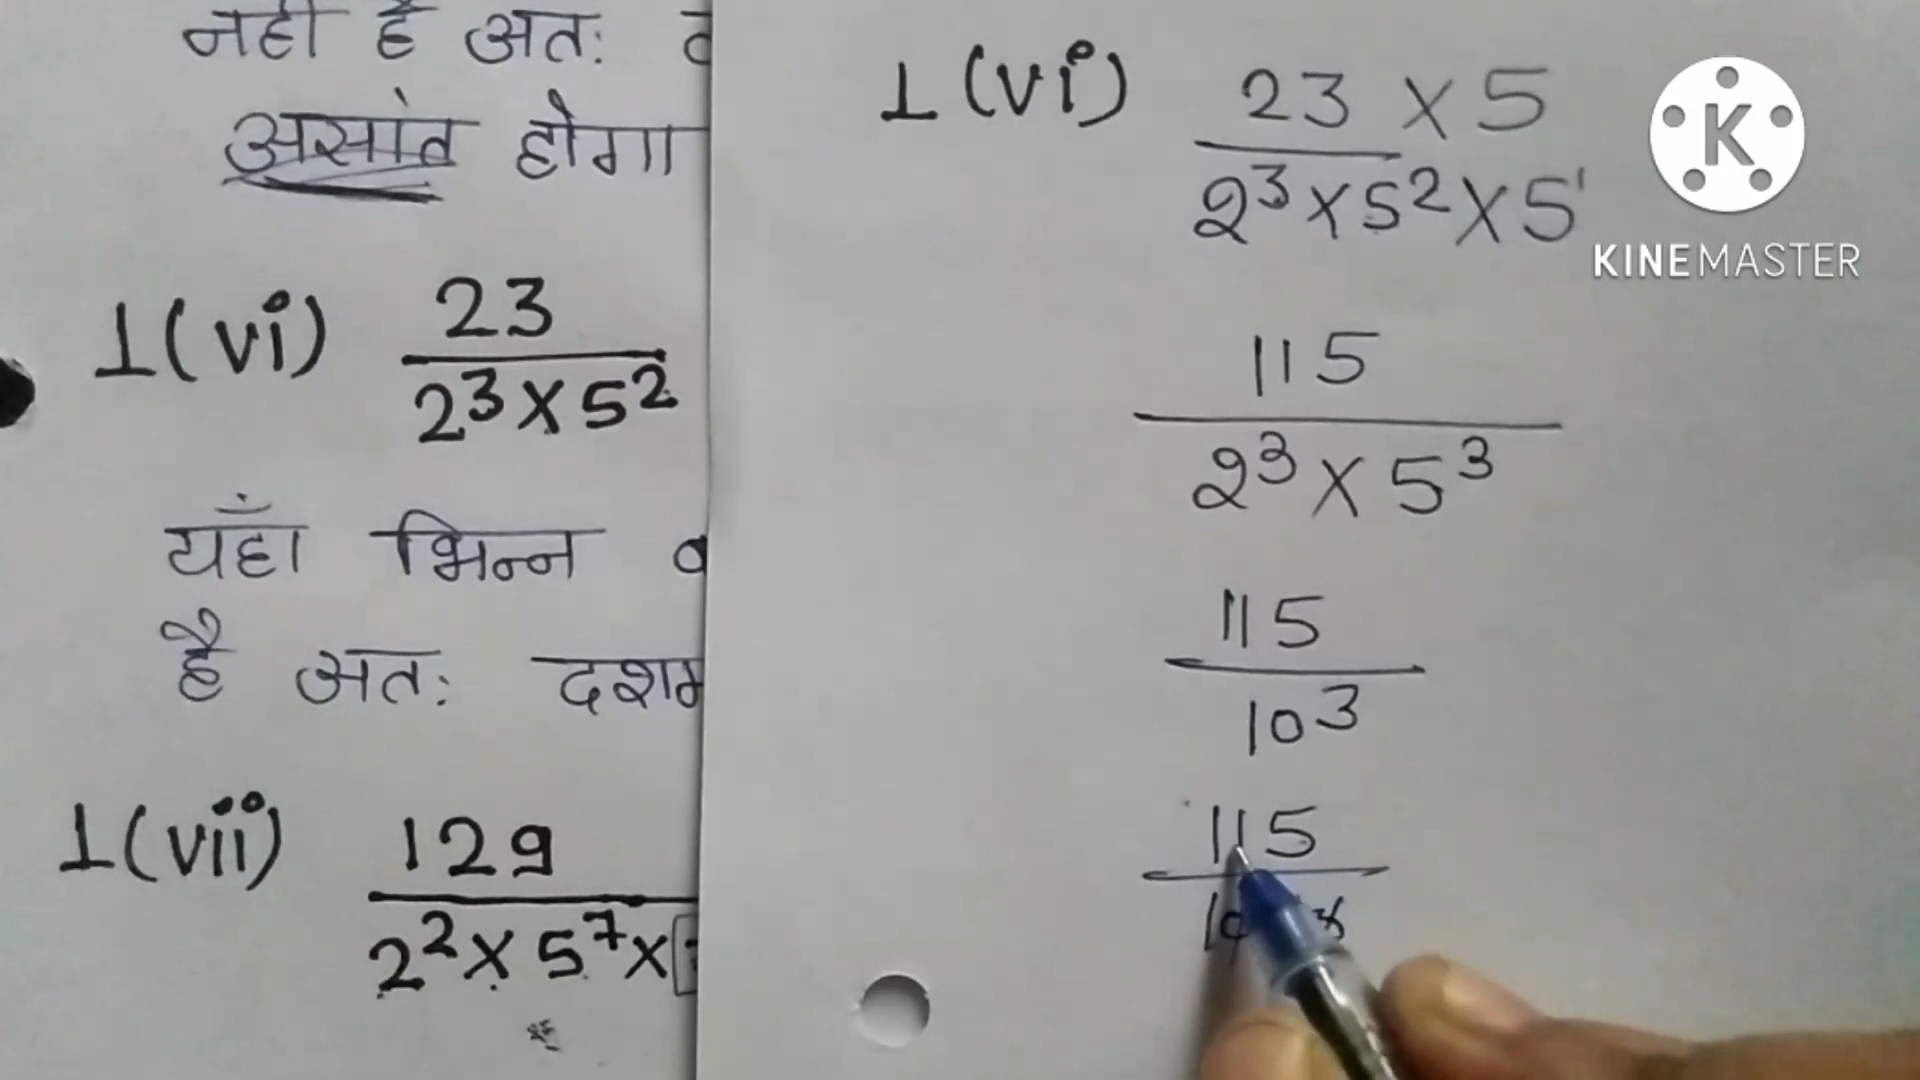 नहीं है अतः
असांत होगा
1(vi) 23
2³×5²
यहाँ भिन्न
है अतः दशम
1(vii) 129
2²×5⁷×
1(vi) 23×5
2³×5²×5¹
115
2³×5³
115
10³
115
KINEMASTER